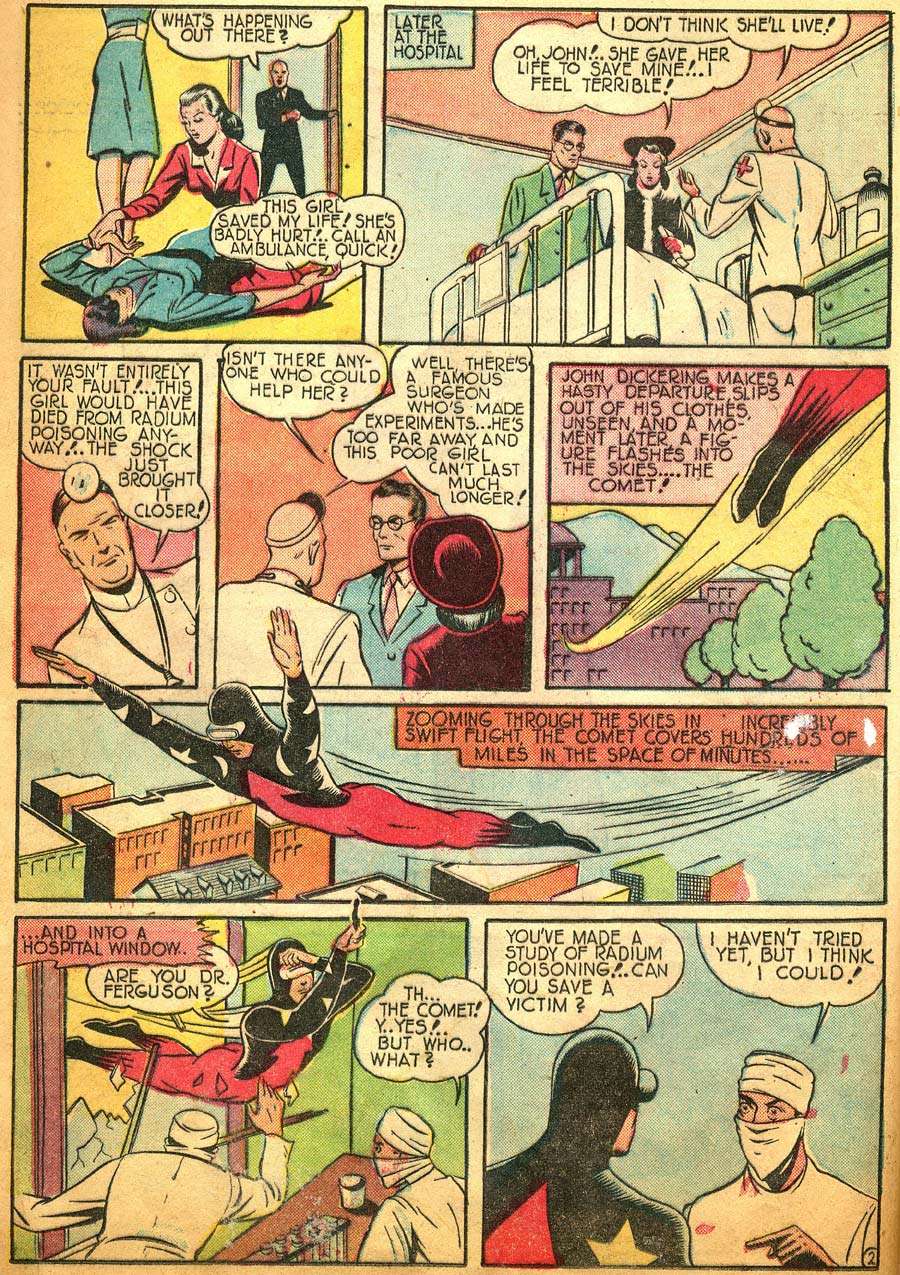 WHAT'S HAPPENING
OUT THERE?
THIS GIRL
SAVED MY LIFE! SHE'S
BADLY HURT!.. CALL AN
AMBULANCE, QUICK!
LATER
AT THE
HOSPITAL
I DON'T THINK SHE'LL LIVE!
OH, JOHN!.. SHE GAVE HER
LIFE TO SAVE MINE!.. I
FEEL TERRIBLE!
IT WASN'T ENTIRELY
YOUR FAULT!...THIS
GIRL WOULD HAVE
DIED FROM RADIUM
POISONING ANY-
WAY!..THE SHOCK
JUST
BROUGHT
IT
CLOSER!
ISN'T THERE ANY-
ONE WHO COULD
HELP HER?
WELL, THERE'S
A FAMOUS
SURGEON
WHO'S MADE
EXPERIMENTS...HE'S
TOO FAR AWAY, AND
THIS POOR GIRL
CAN'T LAST
MUCH
LONGER!
JOHN DICKERING MAKES A
HASTY DEPARTURE, SLIPS
OUT OF HIS CLOTHES,
UNSEEN, AND A MO-
MENT LATER, A FIG-
URE FLASHES INTO
THE SKIES....THE
COMET!
ZOOMING THROUGH THE SKIES IN INCREDIBLY
SWIFT FLIGHT, THE COMET COVERS HUNDREDS OF
MILES IN THE SPACE OF MINUTES......
...AND INTO A
HOSPITAL WINDOW...
ARE YOU DR.
FERGUSON?
TH...
THE COMET!
Y..YES!..
BUT WHO..
WHAT?
YOU'VE MADE A
STUDY OF RADIUM
POISONING!..CAN
YOU SAVE A
VICTIM?
I HAVEN'T TRIED
YET, BUT I THINK
I COULD!
2